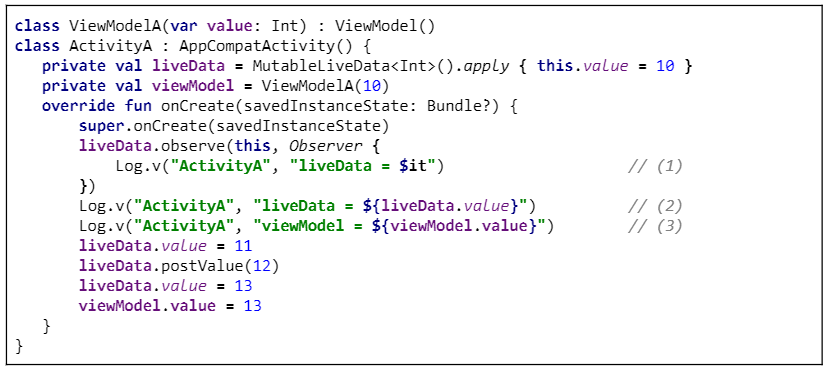 class ViewModelA(var value: Int) : ViewModel()
class ActivityA : AppCompatActivity() {
   private val liveData = MutableLiveData<Int>().apply { this.value = 10 }
   private val viewModel = ViewModelA(10)
   override fun onCreate(savedInstanceState: Bundle?) {
       super.onCreate(savedInstanceState)
       liveData.observe(this, Observer {
           Log.v("ActivityA", "liveData = $it")                    // (1)
       })
       Log.v("ActivityA", "liveData = ${liveData.value}")          // (2)
       Log.v("ActivityA", "viewModel = ${viewModel.value}")        // (3)
       liveData.value = 11
       liveData.postValue(12)
       liveData.value = 13
       viewModel.value = 13
   }
}